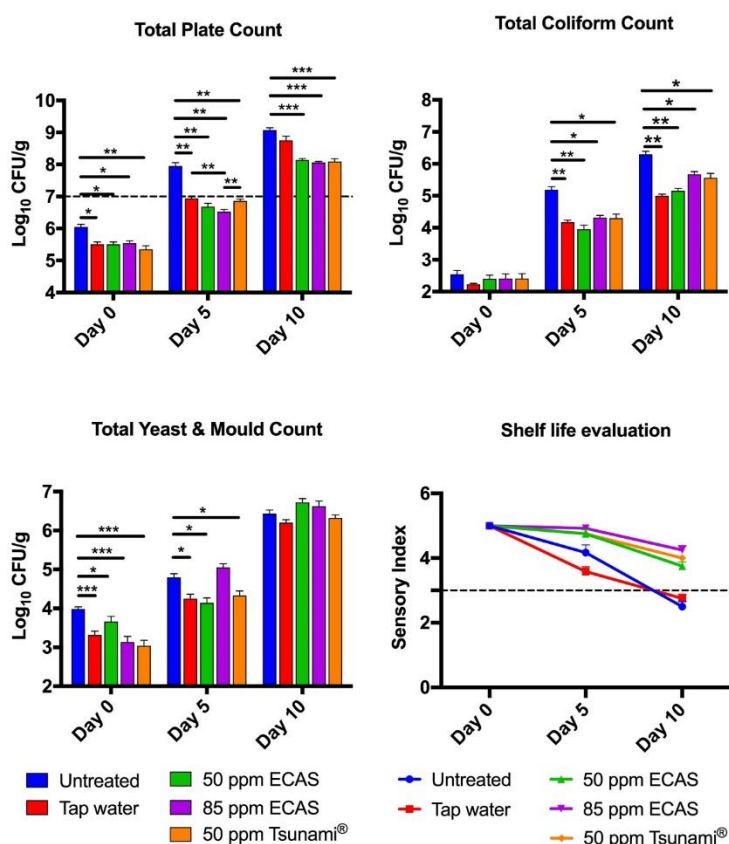 Total Plate Count
Log10 CFU/g
10
9
8
7
6
5
4
***
***
***
**
**
**
**
**
**
**
*
*
*
Day 0
Day 5
Day 10
Total Coliform Count
Log10 CFU/g
8
7
6
5
4
3
2
*
*
**
**
*
*
**
**
Day 0
Day 5
Day 10
Total Yeast & Mould Count
Log10 CFU/g
7
6
5
4
3
2
***
***
*
***
*
*
*
Day 0
Day 5
Day 10
Shelf life evaluation
Sensory Index
6
4
2
0
Day 0
Day 5
Day 10
Untreated
Tap water
50 ppm ECAS
85 ppm ECAS
50 ppm Tsunami®
Untreated
Tap water
50 ppm ECAS
85 ppm ECAS
50 ppm Tsunami®